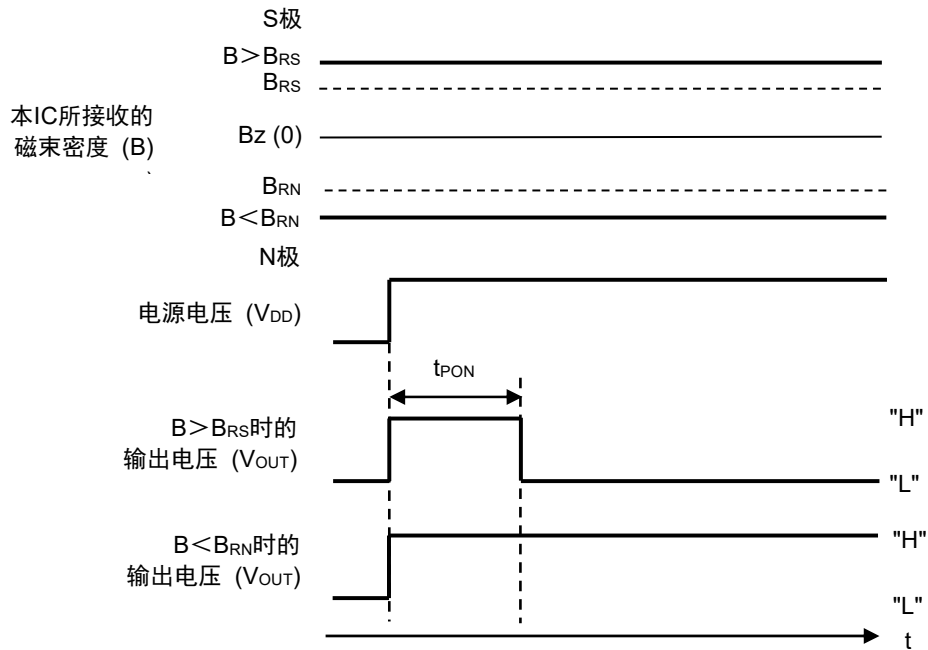 S极
B＞BRS
BRS
本IC所接收的
磁束密度 (B)
Bz (0)
BRN
B＜BRN
N极
电源电压 (VDD)
tPON
B＞BRS时的
输出电压 (VOUT)
"H"
"L"
B＜BRN时的
输出电压 (VOUT)
"H"
"L"
t